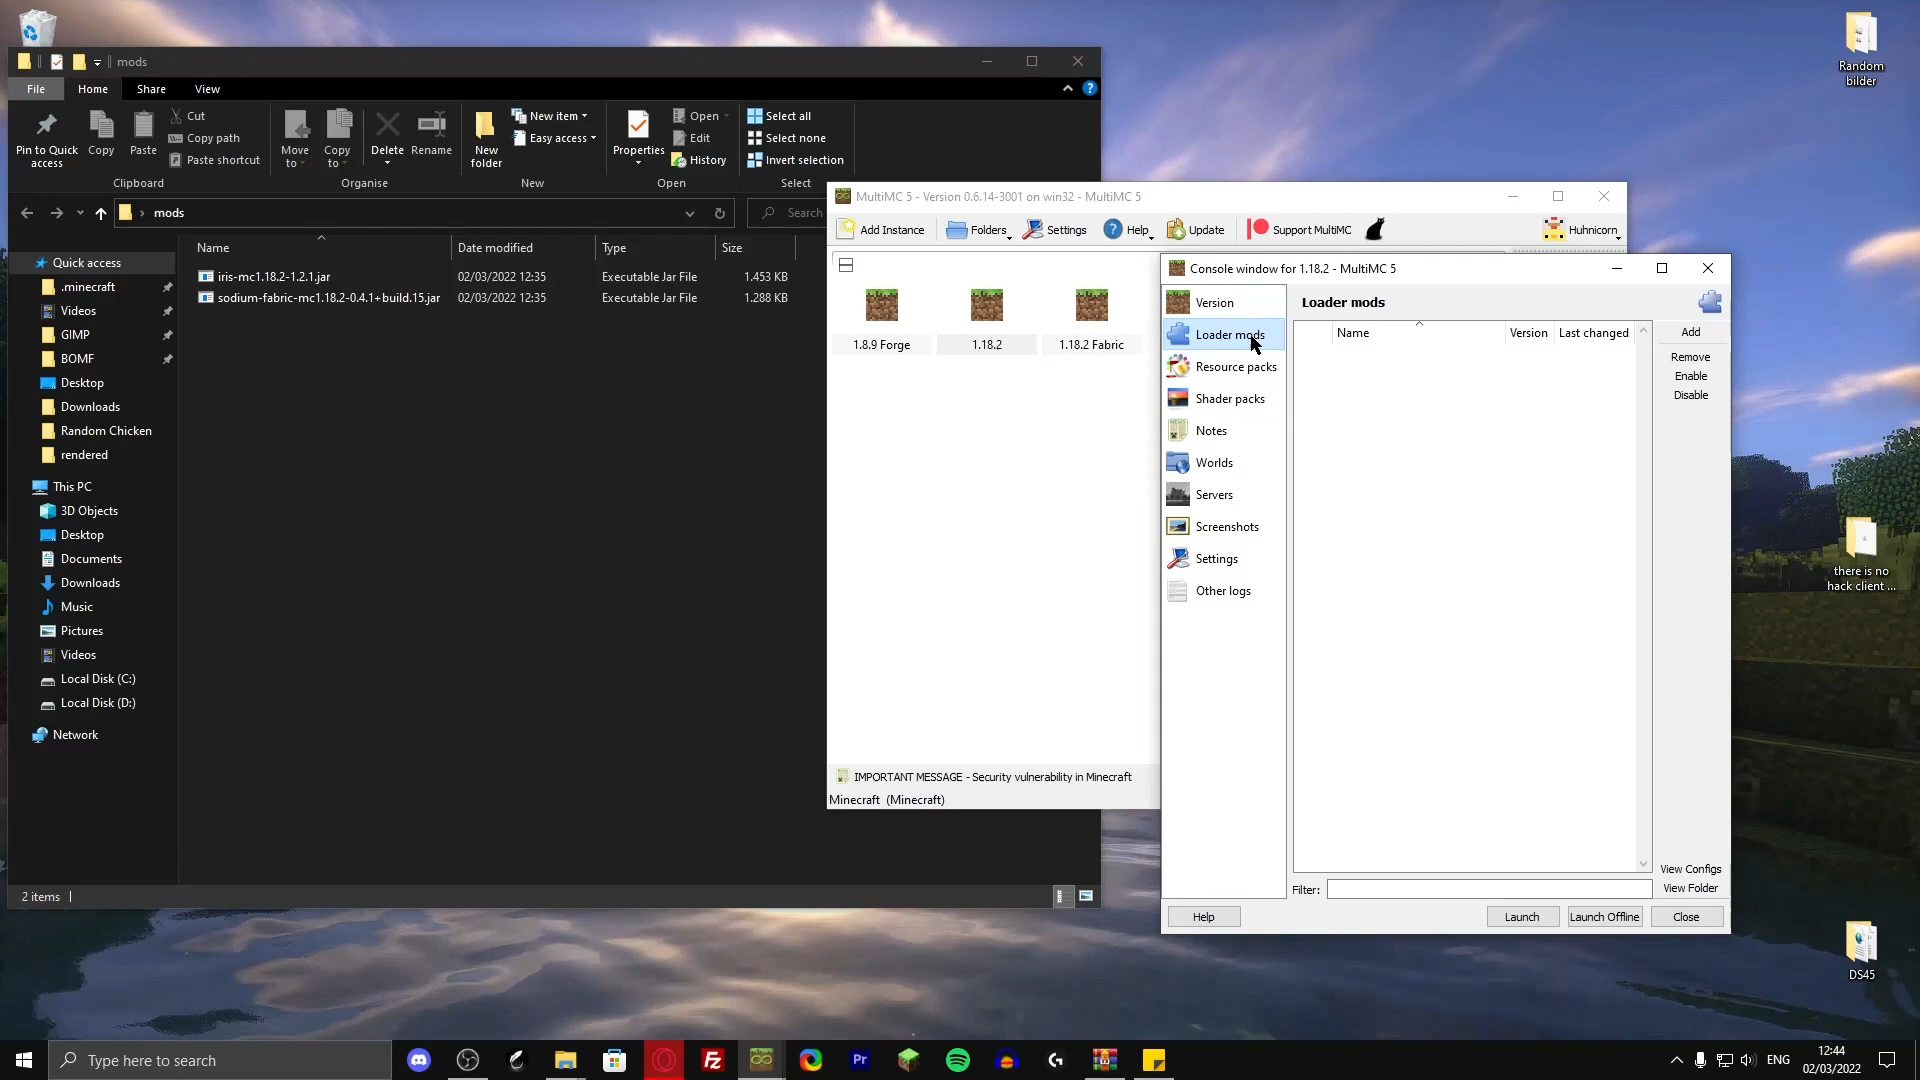 mods
File
Home
Share
View
Pin to Quick access
Copy
Paste
Cut
Copy path
Paste shortcut
Clipboard
Move to
Copy to
Delete
Rename
Organise
New folder
New item
Easy access
New
Properties
Open
Edit
History
Open
Select all
Select none
Invert selection
Select
mods
Search
Name
Date modified
Type
Size
iris-mc1.18.2-1.2.1.jar
02/03/2022 12:35
Executable Jar File
1.453 KB
sodium-fabric-mc1.18.2-0.4.1+build.15.jar
02/03/2022 12:35
Executable Jar File
1.288 KB
Quick access
.minecraft
Videos
GIMP
BOMF
Desktop
Downloads
Random Chicken
rendered
This PC
3D Objects
Desktop
Documents
Downloads
Music
Pictures
Videos
Local Disk (C:)
Local Disk (D:)
Network
2 items
MultiMC 5 - Version 0.6.14-3001 on win32 - MultiMC 5
Add Instance
Folders
Settings
Help
Update
Support MultiMC
Huhnicorn
1.8.9 Forge
1.18.2
1.18.2 Fabric
IMPORTANT MESSAGE - Security vulnerability in Minecraft
Minecraft (Minecraft)
Console window for 1.18.2 - MultiMC 5
Version
Loader mods
Resource packs
Shader packs
Notes
Worlds
Servers
Screenshots
Settings
Other logs
Loader mods
Name
Version
Last changed
Add
Remove
Enable
Disable
View Configs
View Folder
Filter:
Help
Launch
Launch Offline
Close
Random bilder
there is no hack client ...
DS45
Type here to search
Fz
Pr
ENG
12:44
02/03/2022